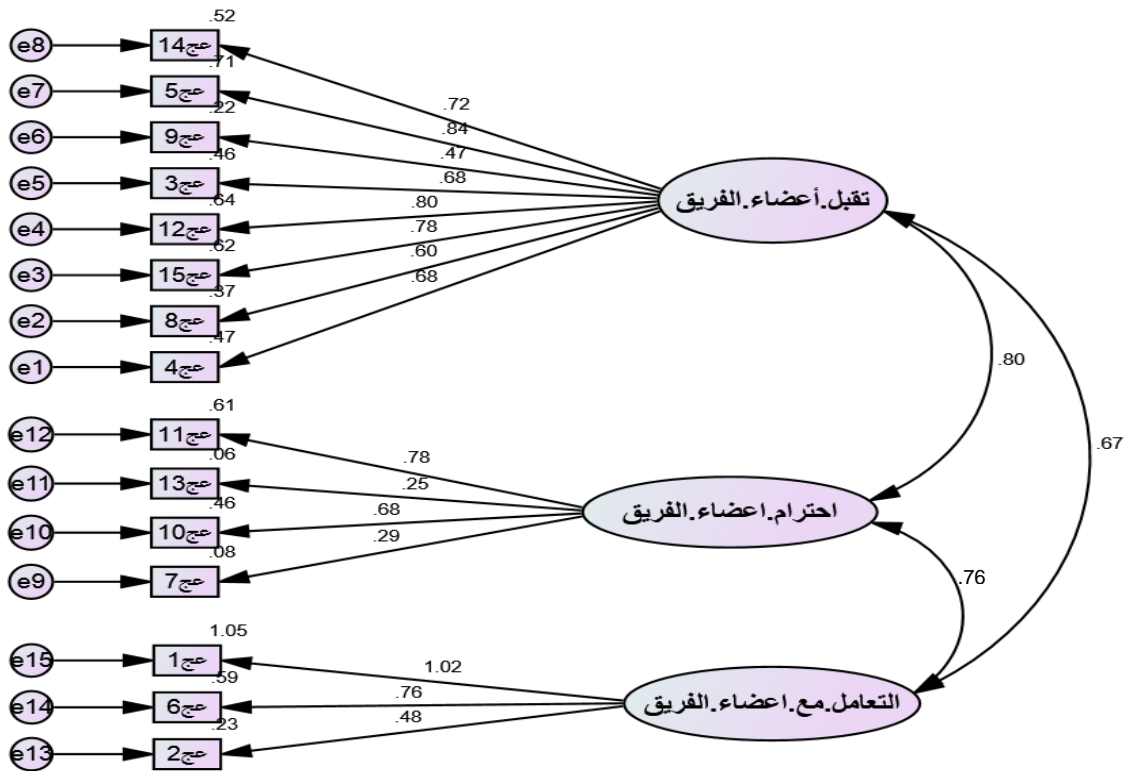 .52
e8
عج14
.71
e7
عج5
.22
e6
عج9
.46
e5
عج3
.64
e4
عج12
.62
e3
عج15
.37
e2
عج8
.47
e1
عج4
.72
.84
.47
.68
.80
.78
.60
.68
تقبل.أعضاء.الفريق
.61
e12
عج11
.06
e11
عج13
.46
e10
عج10
.08
e9
عج7
.78
.25
.68
.29
احترام.اعضاء.الفريق
1.05
e15
عج1
.59
e14
عج6
.23
e13
عج2
1.02
.76
.48
التعامل.مع.اعضاء.الفريق
.80
.67
.76